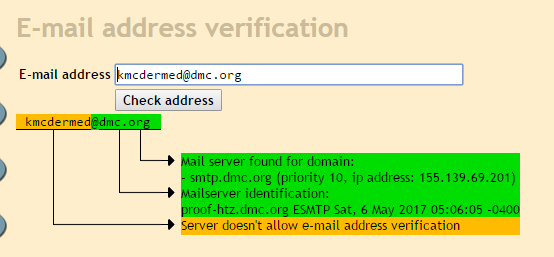 E-mail address verification
E-mail address kmcdermed@dmc.org
Check address
kmcdermed@dmc.org
Mail server found for domain:
- smtp.dmc.org (priority 10, ip address: 155.139.69.201)
Mailserver identification:
proof-htz.dmc.org ESMTP Sat, 6 May 2017 05:06:05 -0400
Server doesn't allow e-mail address verification